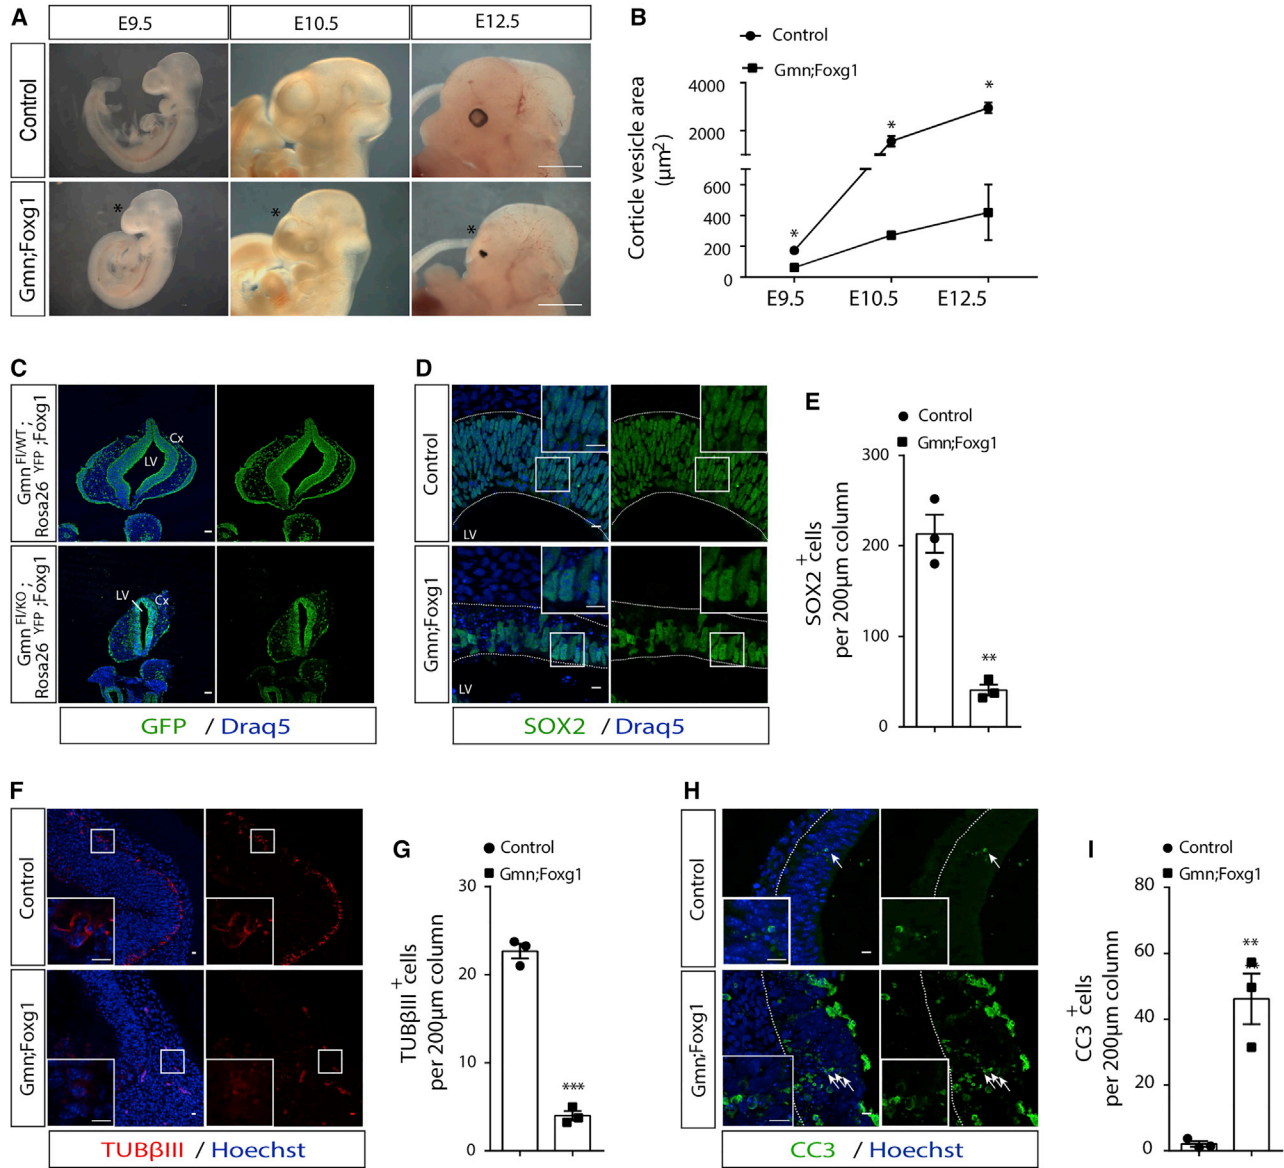 A
E9.5
E10.5
E12.5
Control
Gmn;Foxg1
*
*
*
B
Control
Gmn;Foxg1
Corticle vesicle area
(µm²)
4000
2000
600
400
200
0
*
*
*
E9.5
E10.5
E12.5
C
Gmn Fl/WT ;
Rosa26 YFP ;Foxg1
Cx
LV
Gmn Fl/KO ;
Rosa26 YFP ;Foxg1
LV
Cx
GFP / Draq5
D
Control
LV
Gmn;Foxg1
LV
SOX2 / Draq5
E
Control
Gmn;Foxg1
SOX2 + cells
per 200µm column
300
200
100
0
**
F
Control
Gmn;Foxg1
TUBβIII / Hoechst
G
Control
Gmn;Foxg1
TUBβIII + cells
per 200µm column
30
20
10
0
***
H
Control
Gmn;Foxg1
CC3 / Hoechst
I
Control
Gmn;Foxg1
CC3 + cells
per 200µm column
80
60
40
20
0
**
**